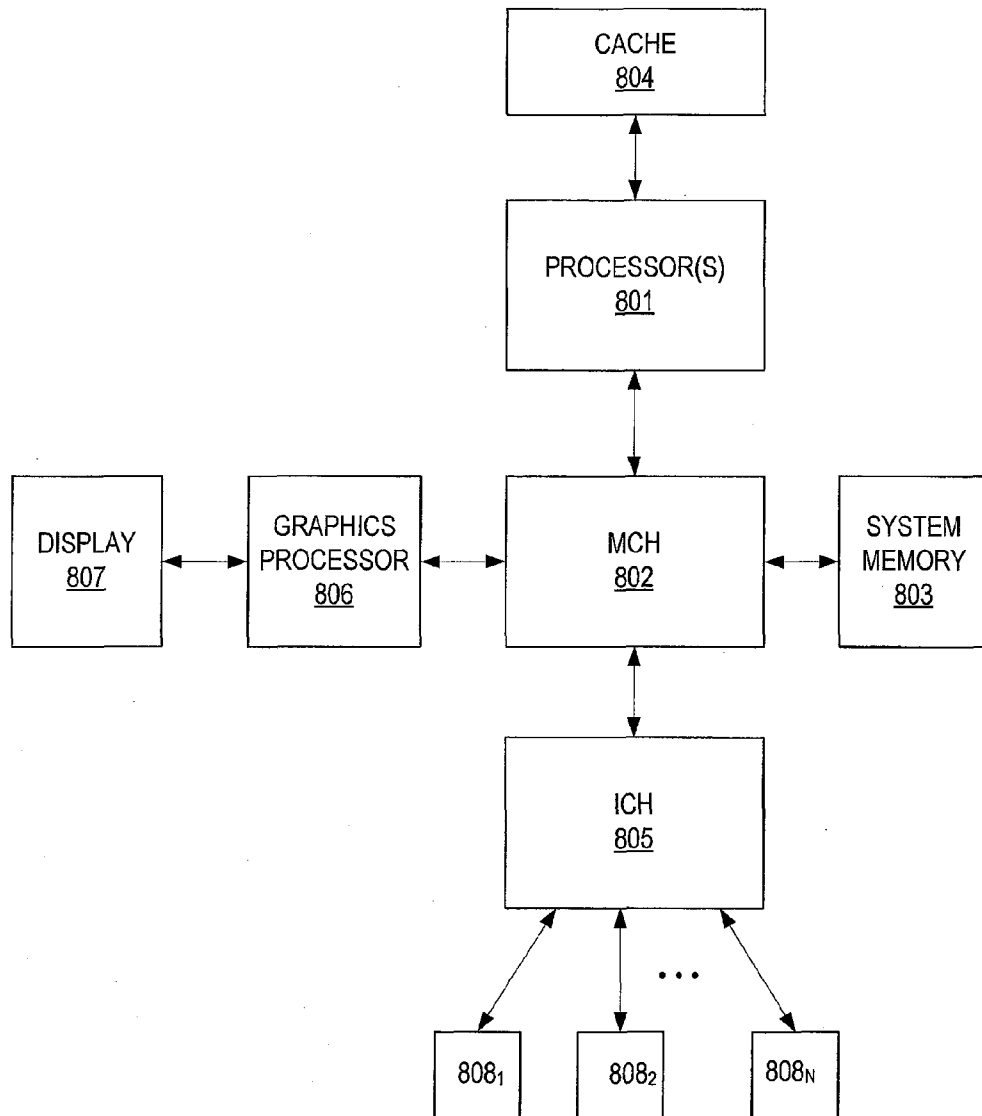 CACHE
804
PROCESSOR(S)
801
DISPLAY
807
GRAPHICS
PROCESSOR
806
MCH
802
SYSTEM
MEMORY
803
ICH
805
• • •
808₁
808₂
808N